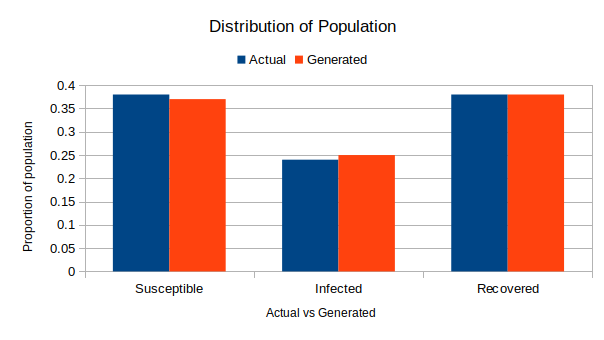 Distribution of Population
Actual Generated
Proportion of population
0.4
0.35
0.3
0.25
0.2
0.15
0.1
0.05
0
Susceptible Infected Recovered
Actual vs Generated